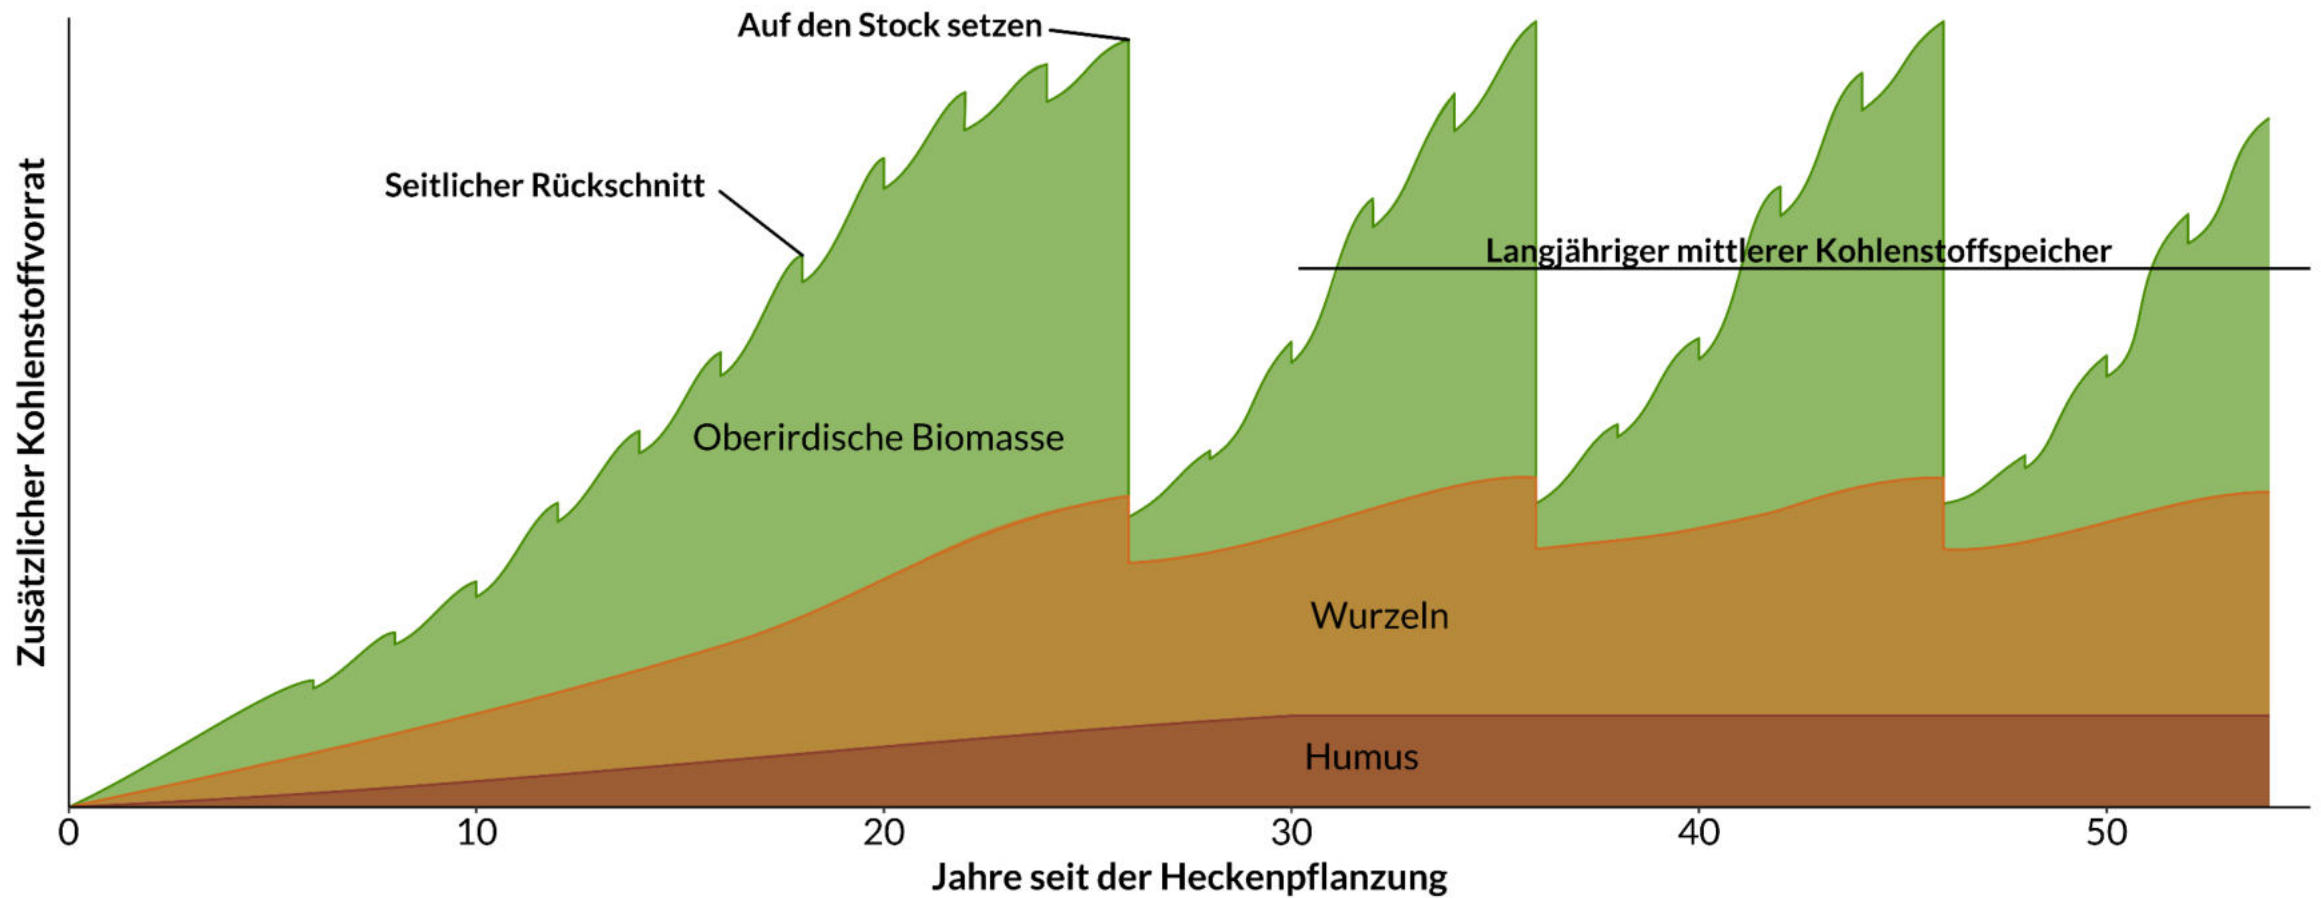 Auf den Stock setzen
Seitlicher Rückschnitt
Langjähriger mittlerer Kohlenstoffspeicher
Oberirdische Biomasse
Wurzeln
Humus
Zusätzlicher Kohlenstoffvorrat
0 10 20 30 40 50
Jahre seit der Heckenpflanzung